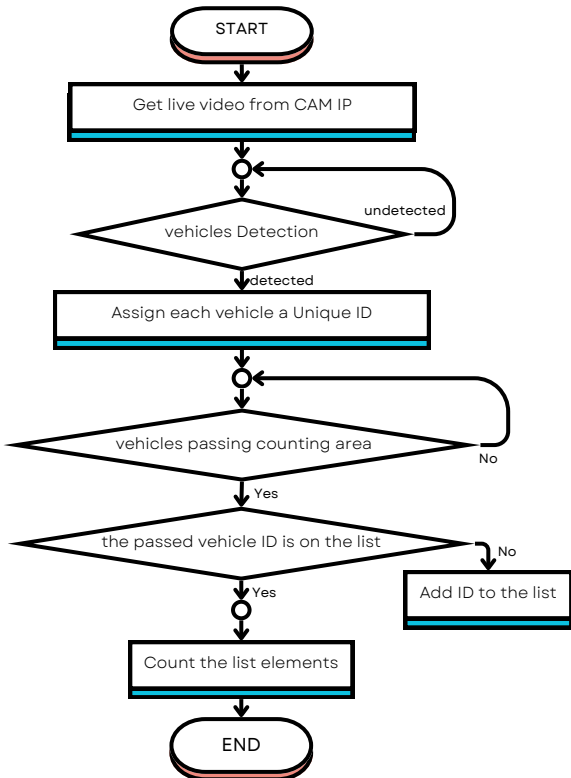 START
Get live video from CAM IP
undetected
vehicles Detection
detected
Assign each vehicle a Unique ID
vehicles passing counting area
No
Yes
the passed vehicle ID is on the list
No
Add ID to the list
Yes
Count the list elements
END